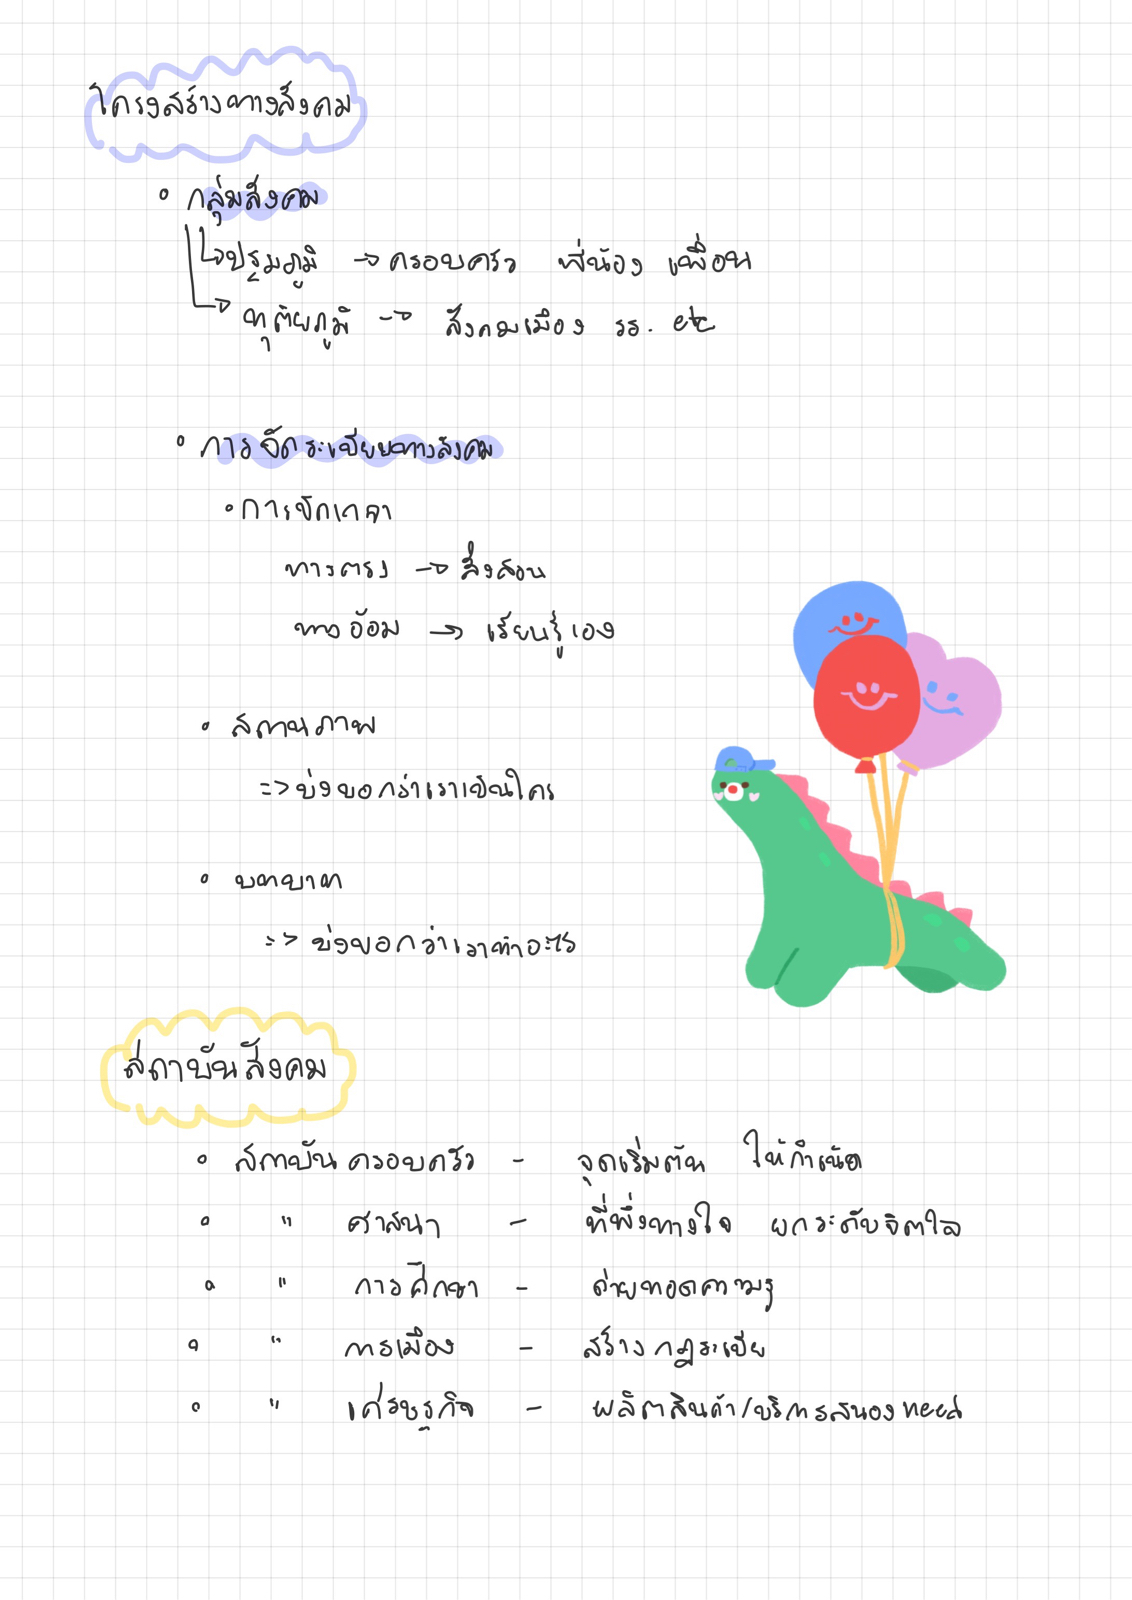 โครงสร้างทางสังคม
• กลุ่มสังคม
↳ ปฐมภูมิ → ครอบครัว พี่น้อง เพื่อน
↳ ทุติยภูมิ → สังคมเมือง รร. etc
• การจัดระเบียบทางสังคม
• การขัดเกลา
ทางตรง → สั่งสอน
ทางอ้อม → เรียนรู้เอง
• สถานภาพ
=> บ่งบอกว่าเราเป็นใคร
• บทบาท
=> บ่งบอกว่าเราทำอะไร
สถาบันสังคม
• สถาบันครอบครัว - จุดเริ่มต้น ให้กำเนิด
• " ศาสนา - ที่พึ่งทางใจ ยกระดับจิตใจ
• " การศึกษา - ถ่ายทอดความรู้
• " การเมือง - สร้างกฎระเบีย
• " เศรษฐกิจ - ผลิตสินค้า/บริการสนอง need